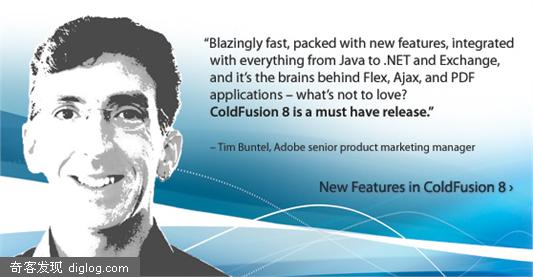 “Blazingly fast, packed with new features, integrated
with everything from Java to .NET and Exchange,
and it’s the brains behind Flex, Ajax, and PDF
applications – what’s not to love?
ColdFusion 8 is a must have release.”
– Tim Buntel, Adobe senior product marketing manager
New Features in ColdFusion 8 ›
奇客发现 diglog.com